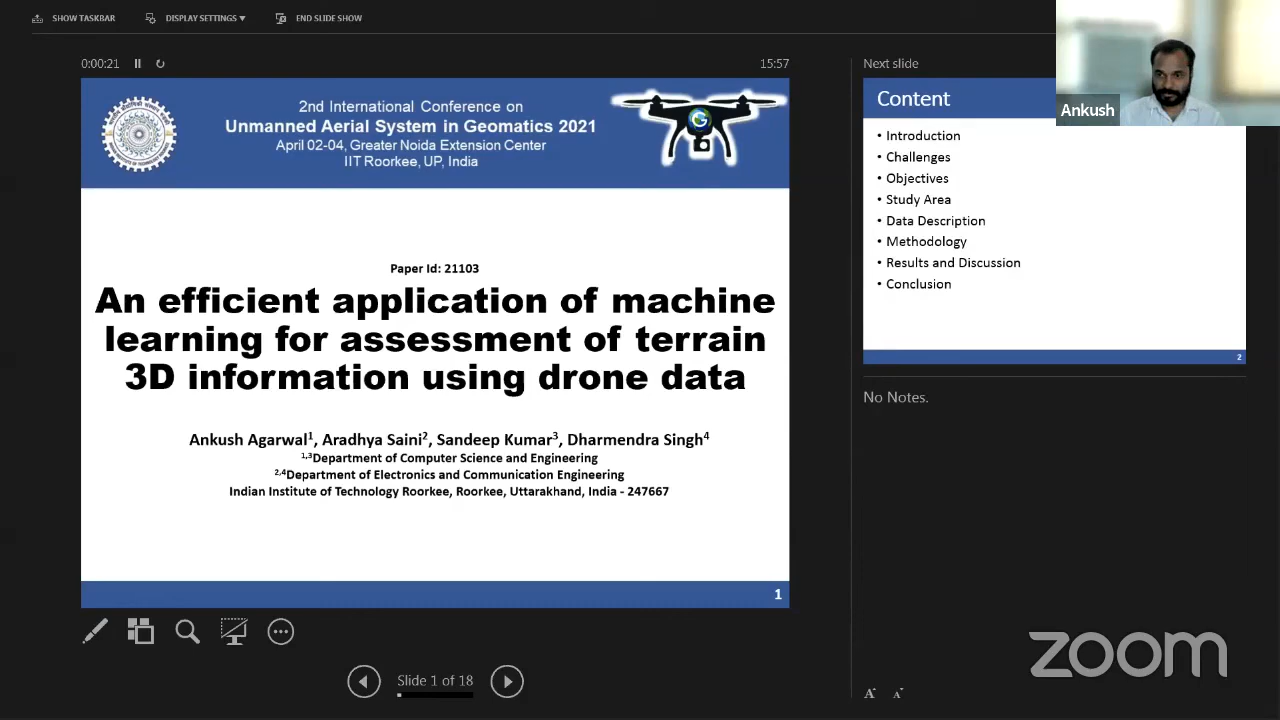 SHOW TASKBAR
DISPLAY SETTINGS ▾
END SLIDE SHOW
0:00:21
15:57
2nd International Conference on
Unmanned Aerial System in Geomatics 2021
April 02-04, Greater Noida Extension Center
IIT Roorkee, UP, India
Paper Id: 21103
An efficient application of machine
learning for assessment of terrain
3D information using drone data
Ankush Agarwal1, Aradhya Saini2, Sandeep Kumar3, Dharmendra Singh4
1,3Department of Computer Science and Engineering
2,4Department of Electronics and Communication Engineering
Indian Institute of Technology Roorkee, Roorkee, Uttarakhand, India - 247667
1
Slide 1 of 18
Next slide
Content
• Introduction
• Challenges
• Objectives
• Study Area
• Data Description
• Methodology
• Results and Discussion
• Conclusion
2
No Notes.
Ankush
zoom
A A